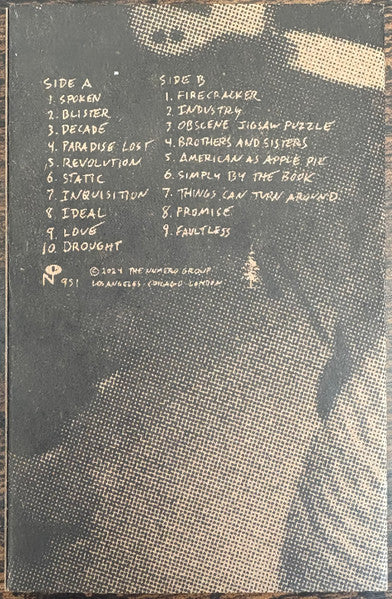 SIDE A
1. SPOKEN
2. BLISTER
3. DECADE
4. PARADISE LOST
5. REVOLUTION
6. STATIC
7. INQUISITION
8. IDEAL
9. LOVE
10. DROUGHT
SIDE B
1. FIRECRACKER
2. INDUSTRY
3. OBSCENE JIGSAW PUZZLE
4. BROTHERS AND SISTERS
5. AMERICAN AS APPLE PIE
6. SIMPLY BY THE BOOK
7. THINGS CAN TURN AROUND
8. PROMISE
9. FAULTLESS
N 951
© 2024 THE NUMERO GROUP
LOS ANGELES · CHICAGO · LONDON